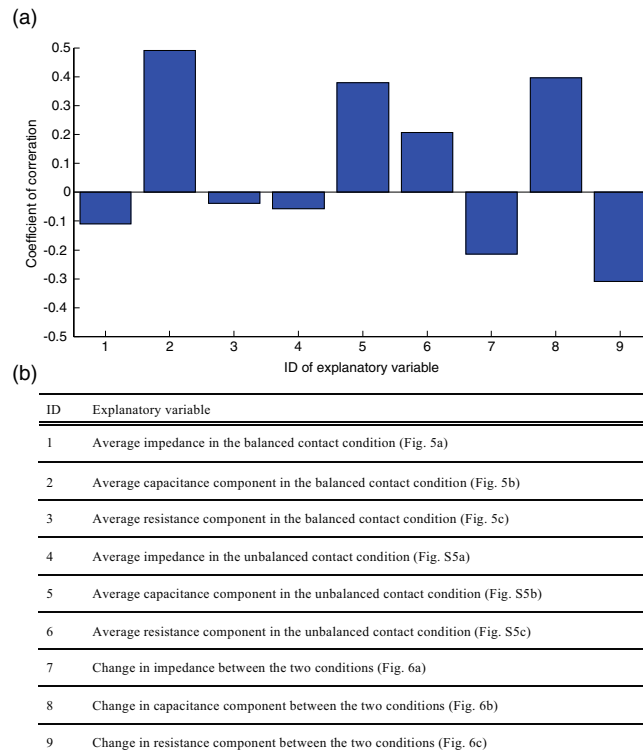 (a)
0.5
0.4
0.3
0.2
0.1
0
-0.1
-0.2
-0.3
-0.4
-0.5
Coefficient of correration
1 2 3 4 5 6 7 8 9
ID of explanatory variable
(b)
ID Explanatory variable
1 Average impedance in the balanced contact condition (Fig. 5a)
2 Average capacitance component in the balanced contact condition (Fig. 5b)
3 Average resistance component in the balanced contact condition (Fig. 5c)
4 Average impedance in the unbalanced contact condition (Fig. S5a)
5 Average capacitance component in the unbalanced contact condition (Fig. S5b)
6 Average resistance component in the unbalanced contact condition (Fig. S5c)
7 Change in impedance between the two conditions (Fig. 6a)
8 Change in capacitance component between the two conditions (Fig. 6b)
9 Change in resistance component between the two conditions (Fig. 6c)